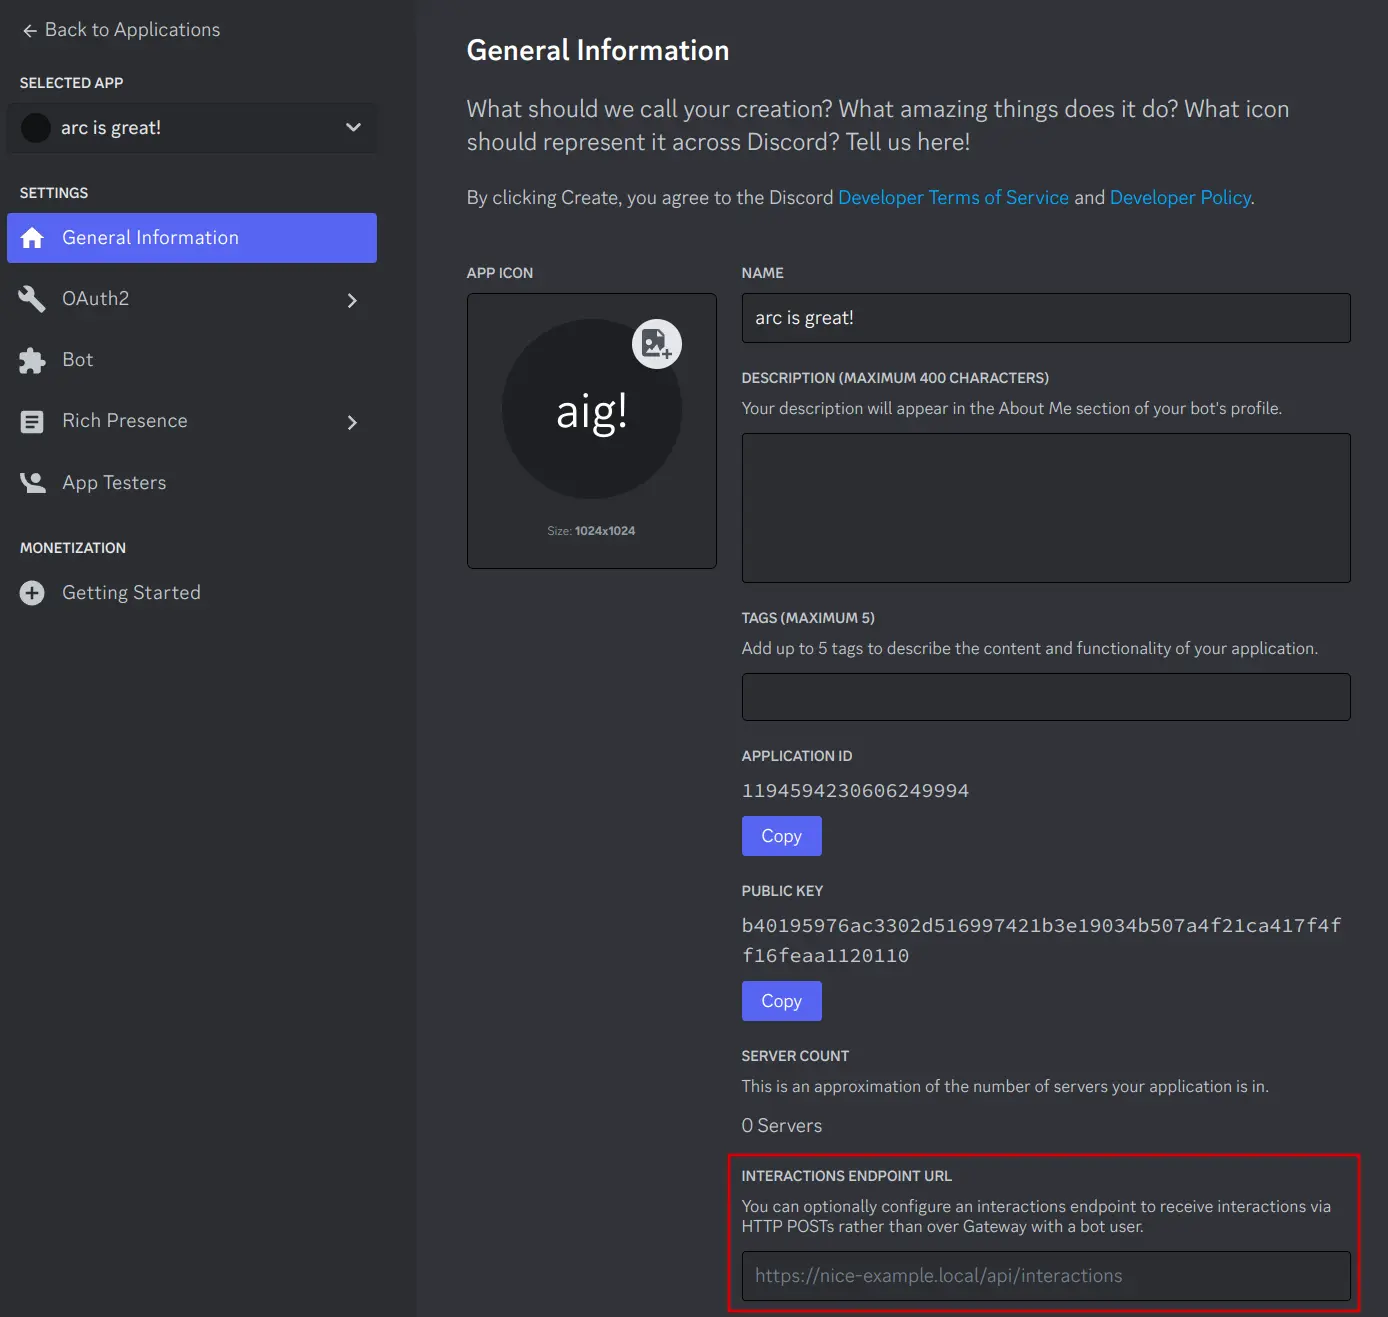 Back to Applications
SELECTED APP
arc is great!
SETTINGS
General Information
OAuth2
Bot
Rich Presence
App Testers
MONETIZATION
Getting Started
General Information
What should we call your creation? What amazing things does it do? What icon
should represent it across Discord? Tell us here!
By clicking Create, you agree to the Discord Developer Terms of Service and Developer Policy.
APP ICON
aig!
Size: 1024x1024
NAME
arc is great!
DESCRIPTION (MAXIMUM 400 CHARACTERS)
Your description will appear in the About Me section of your bot's profile.
TAGS (MAXIMUM 5)
Add up to 5 tags to describe the content and functionality of your application.
APPLICATION ID
1194594230606249994
Copy
PUBLIC KEY
b40195976ac3302d516997421b3e19034b507a4f21ca417f4f
f16feaa1120110
Copy
SERVER COUNT
This is an approximation of the number of servers your application is in.
0 Servers
INTERACTIONS ENDPOINT URL
You can optionally configure an interactions endpoint to receive interactions via
HTTP POSTs rather than over Gateway with a bot user.
https://nice-example.local/api/interactions